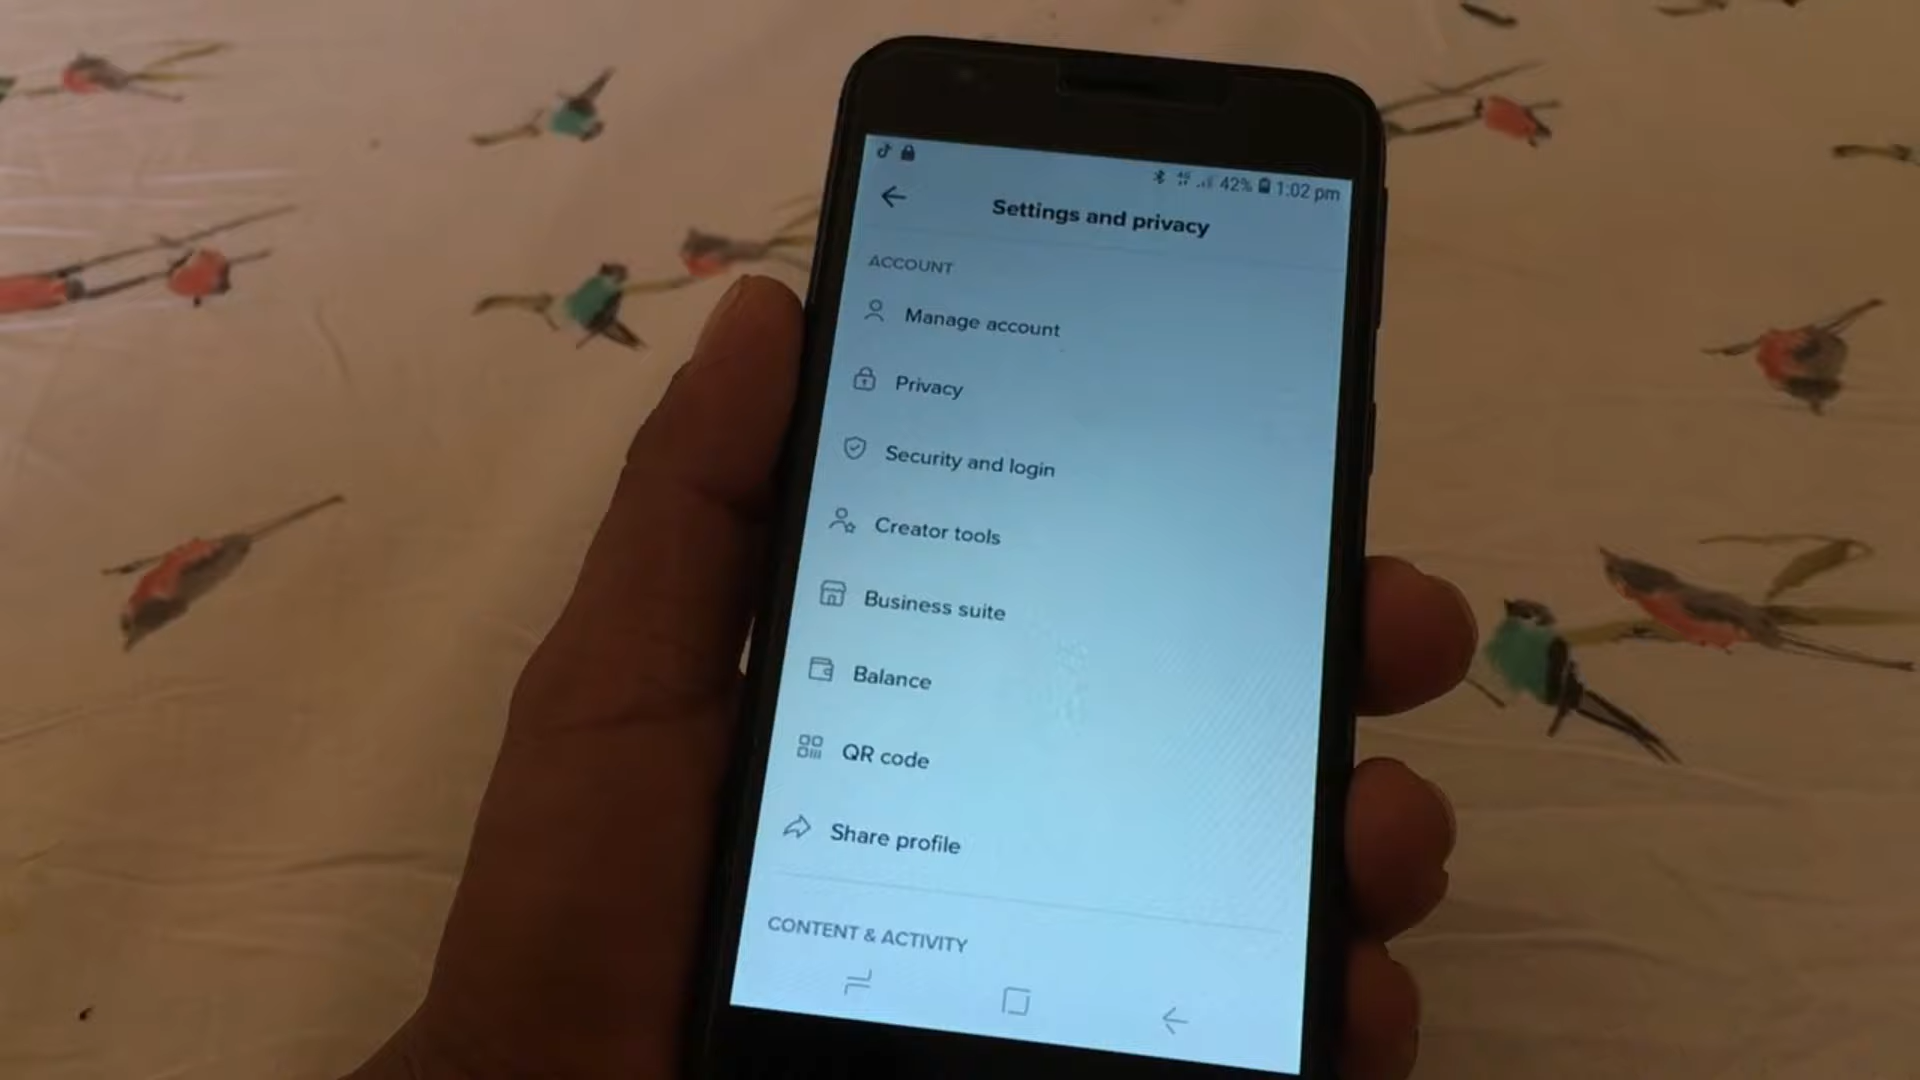 42% 1:02 pm
Settings and privacy
ACCOUNT
Manage account
Privacy
Security and login
Creator tools
Business suite
Balance
QR code
Share profile
CONTENT & ACTIVITY